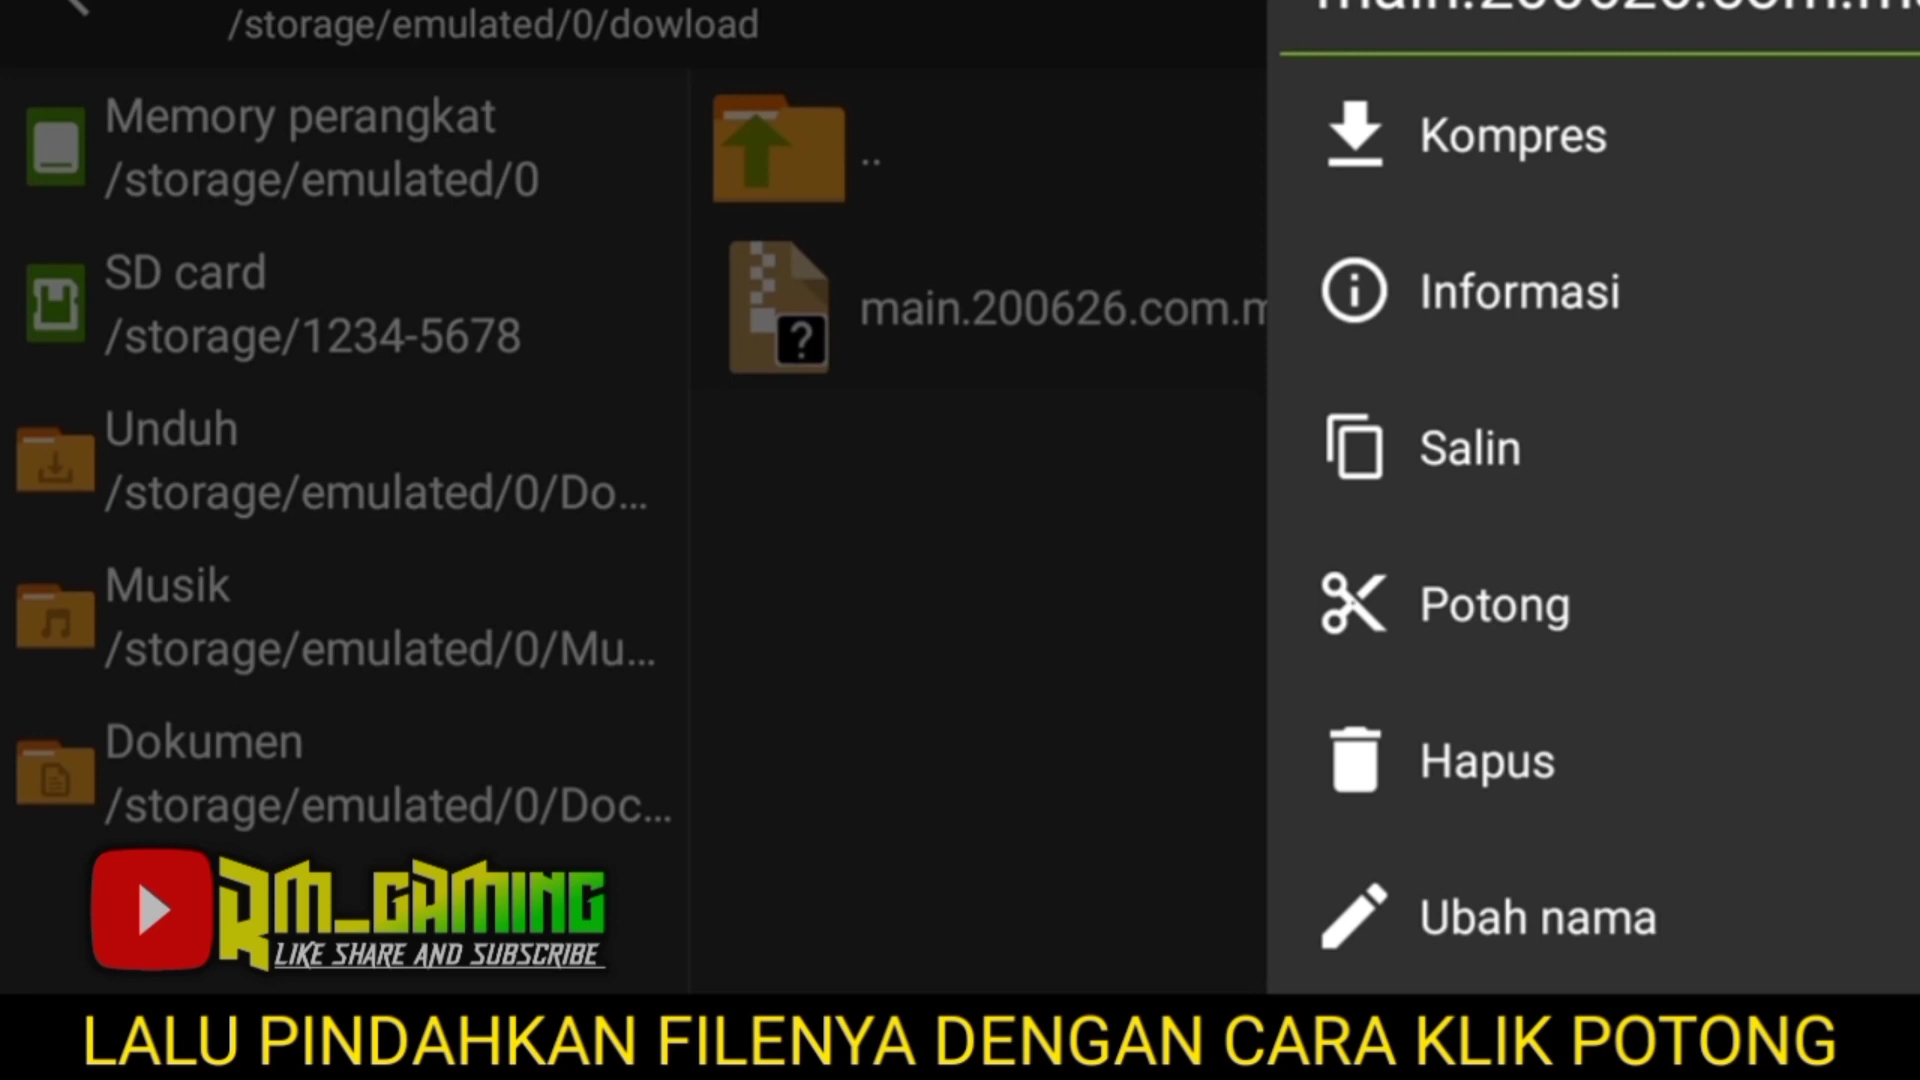 /storage/emulated/0/dowload
Memory perangkat
/storage/emulated/0
SD card
/storage/1234-5678
Unduh
/storage/emulated/0/Do...
Musik
/storage/emulated/0/Mu...
Dokumen
/storage/emulated/0/Doc...
..
main.200626.com.m
?
Kompres
Informasi
Salin
Potong
Hapus
Ubah nama
RM_GAMING
LIKE SHARE AND SUBSCRIBE
LALU PINDAHKAN FILENYA DENGAN CARA KLIK POTONG